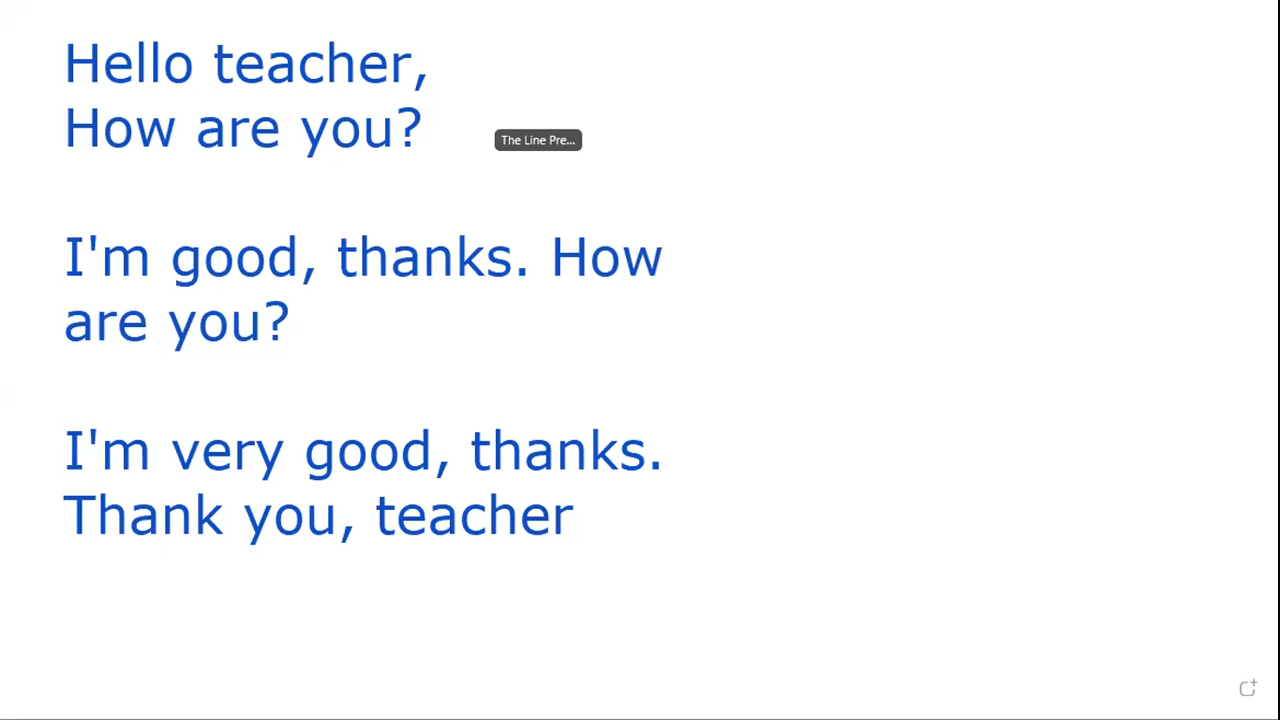 Hello teacher,
How are you?
The Line Pre...
I'm good, thanks. How
are you?
I'm very good, thanks.
Thank you, teacher